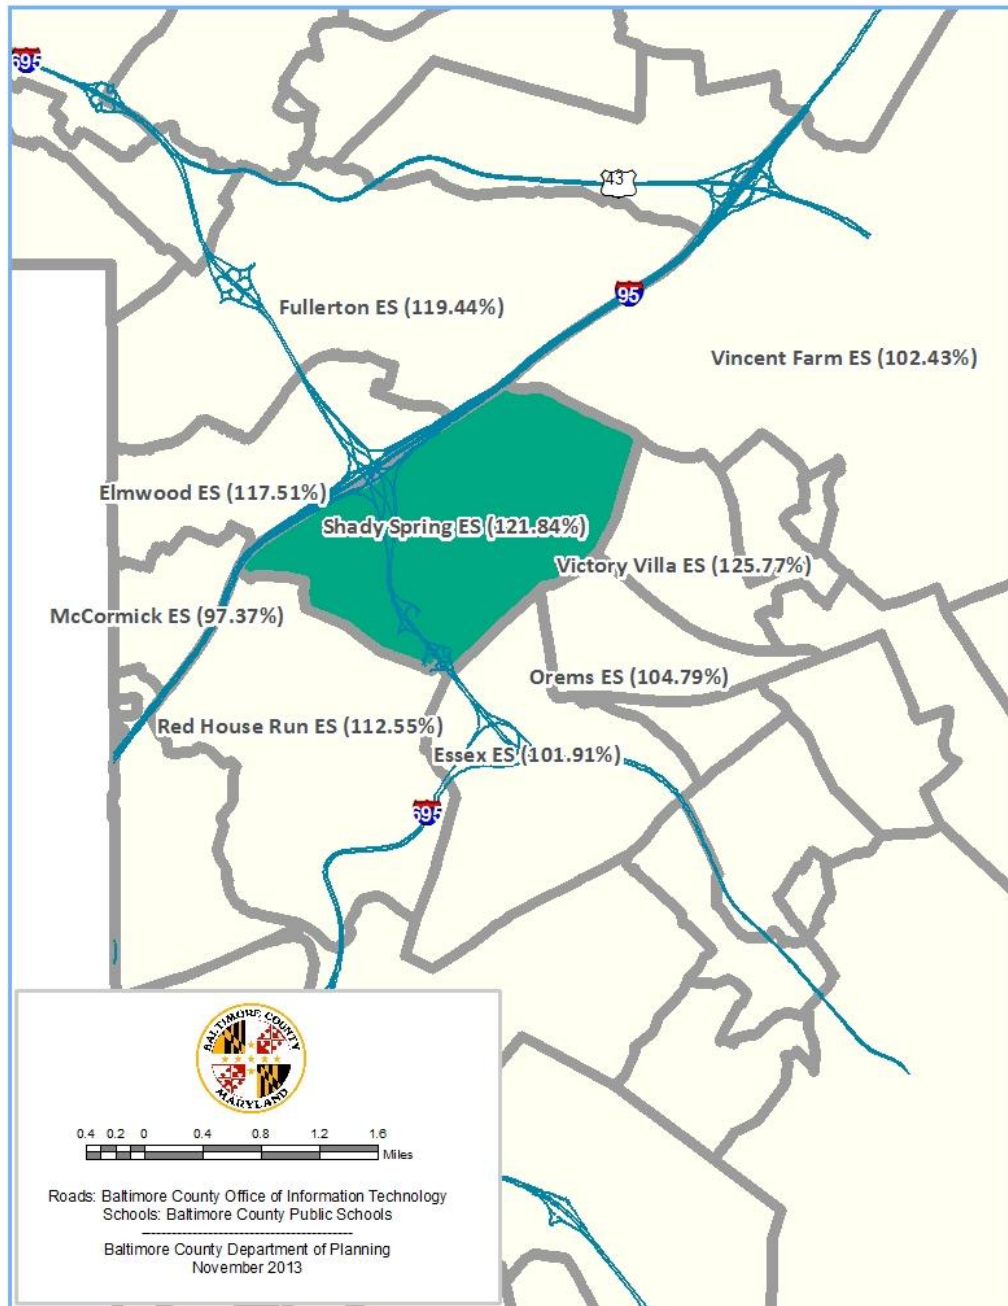 695
43
95
Fullerton ES (119.44%)
Vincent Farm ES (102.43%)
Elmwood ES (117.51%)
Shady Spring ES (121.84%)
Victory Villa ES (125.77%)
McCormick ES (97.37%)
Orems ES (104.79%)
Red House Run ES (112.55%)
Essex ES (101.91%)
695
BALTIMORE COUNTY
MARYLAND
0.4 0.2 0 0.4 0.8 1.2 1.6
Miles
Roads: Baltimore County Office of Information Technology
Schools: Baltimore County Public Schools
Baltimore County Department of Planning
November 2013